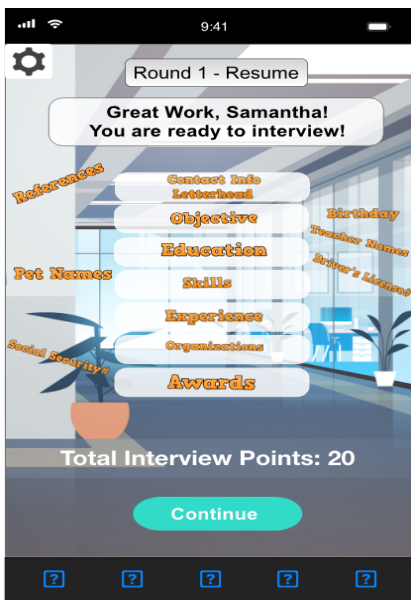 9:41
Round 1 - Resume
Great Work, Samantha!
You are ready to interview!
References
Contact Info
Letterhead
Objective
Birthday
Teacher Names
Education
Driver's License#
Pet Names
Skills
Experience
Social Security#
Organizations
Awards
Total Interview Points: 20
Continue
? ? ? ? ?